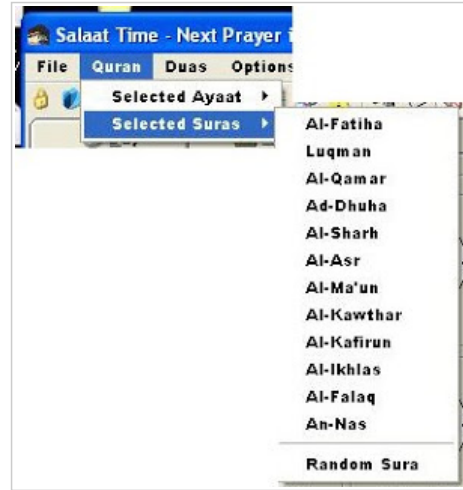 Salaat Time - Next Prayer i
File Quran Duas Options
Selected Ayaat
Selected Suras
Al-Fatiha
Luqman
Al-Qamar
Ad-Dhuha
Al-Sharh
Al-Asr
Al-Ma'un
Al-Kawthar
Al-Kafirun
Al-Ikhlas
Al-Falaq
An-Nas
Random Sura